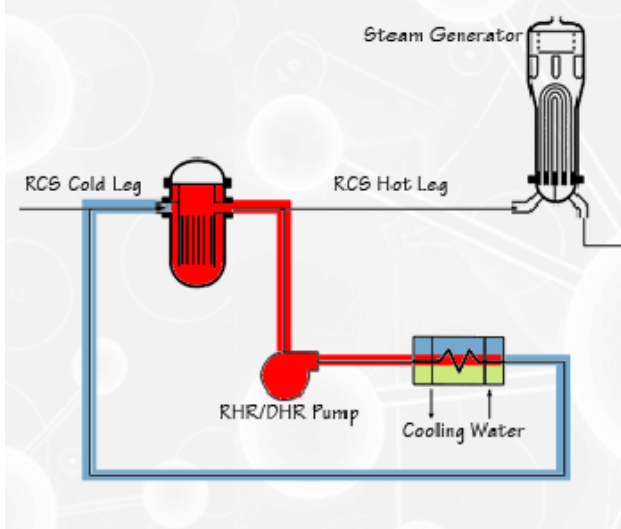 Steam Generator
RCS Cold Leg
RCS Hot Leg
RHR/DHR Pump
Cooling Water